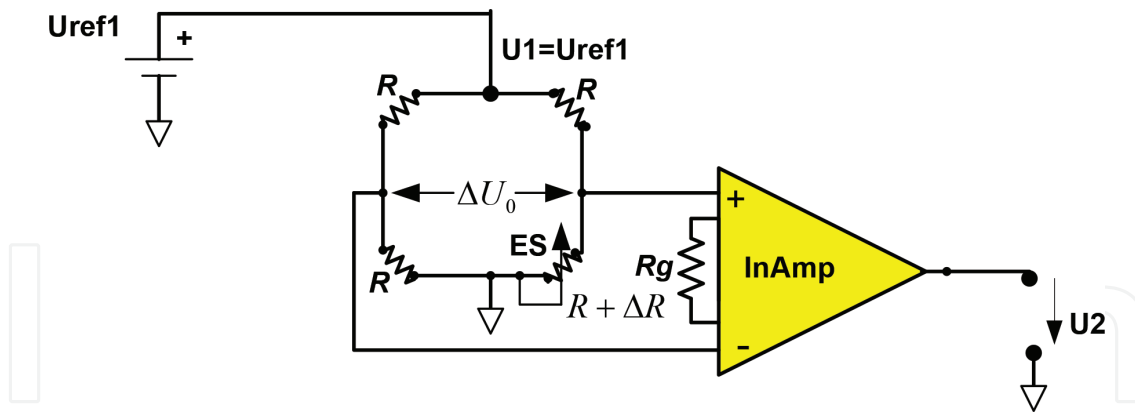 Uref1
+
U1=Uref1
R
R
ΔU₀
ES
R
R + ΔR
+
Rg
InAmp
-
U2